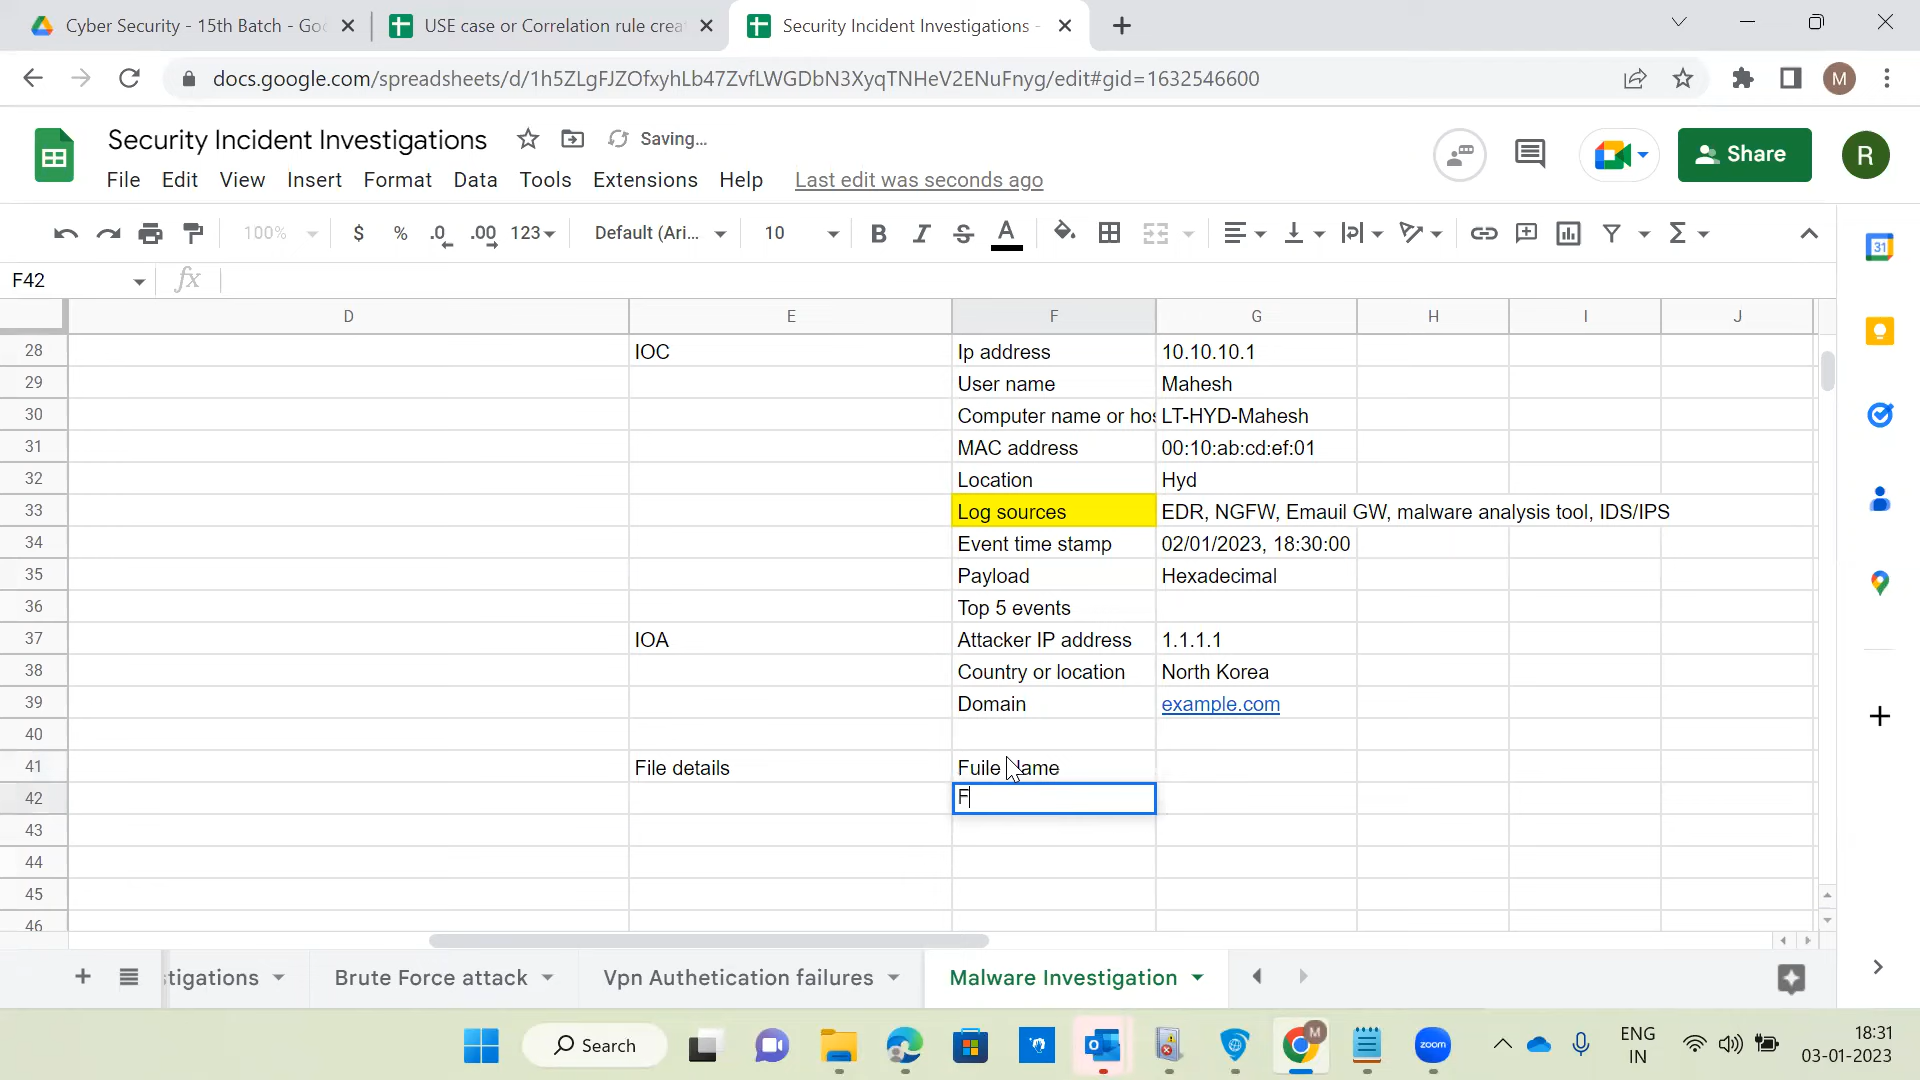 Cyber Security - 15th Batch - Go
USE case or Correlation rule crea
Security Incident Investigations -
docs.google.com/spreadsheets/d/1h5ZLgFJZOfxyhLb47ZvfLWGDbN3XyqTNHeV2ENuFnyg/edit#gid=1632546600
M
Security Incident Investigations
Saving...
Share
R
File Edit View Insert Format Data Tools Extensions Help Last edit was seconds ago
100% $ % .0 .00 123 Default (Ari... 10 B I S A
31
F42 fx
D E F G H I J
28 IOC Ip address 10.10.10.1
29 User name Mahesh
30 Computer name or hos LT-HYD-Mahesh
31 MAC address 00:10:ab:cd:ef:01
32 Location Hyd
33 Log sources EDR, NGFW, Emauil GW, malware analysis tool, IDS/IPS
34 Event time stamp 02/01/2023, 18:30:00
35 Payload Hexadecimal
36 Top 5 events
37 IOA Attacker IP address 1.1.1.1
38 Country or location North Korea
39 Domain example.com
40
41 File details Fuile Name
42 F
43
44
45
46
tigations Brute Force attack Vpn Authetication failures Malware Investigation
Search
M
zoom
ENG
IN
18:31
03-01-2023